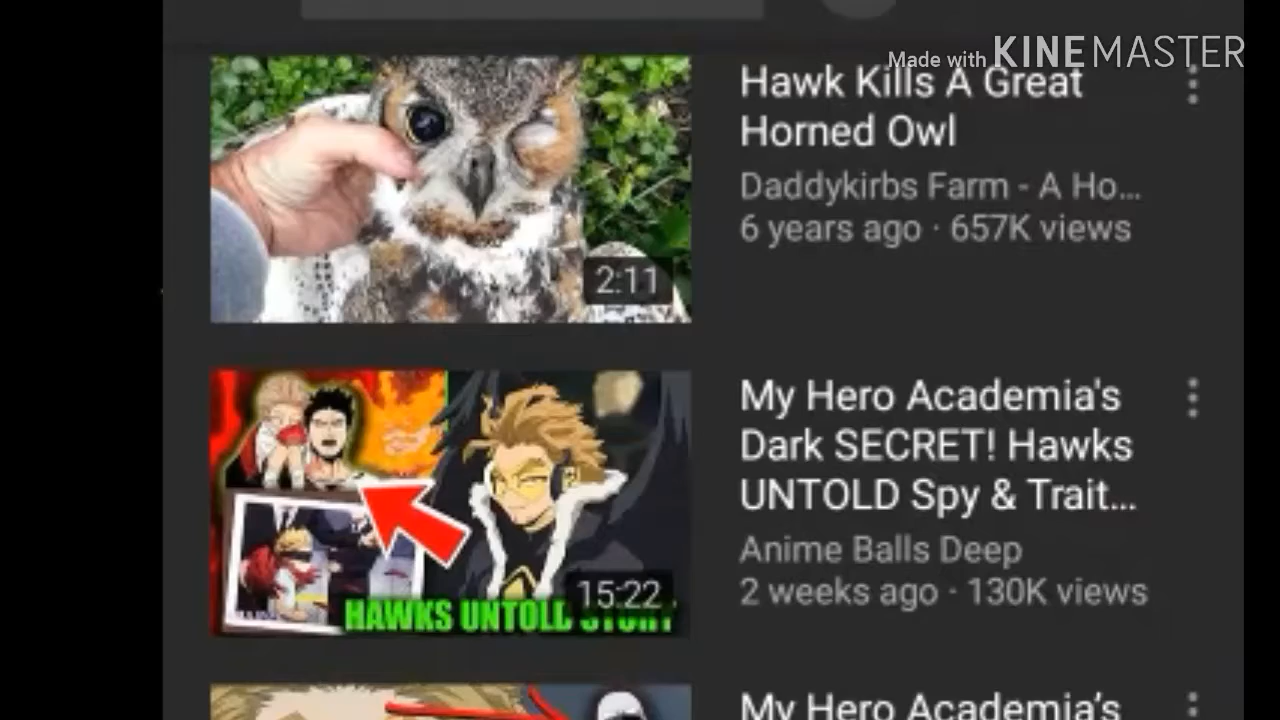 Made with KINEMASTER
Hawk Kills A Great
Horned Owl
Daddykirbs Farm - A Ho...
6 years ago · 657K views
2:11
My Hero Academia's
Dark SECRET! Hawks
UNTOLD Spy & Trait...
Anime Balls Deep
2 weeks ago · 130K views
15:22
HAWKS UNTOLD STORY
My Hero Academia's